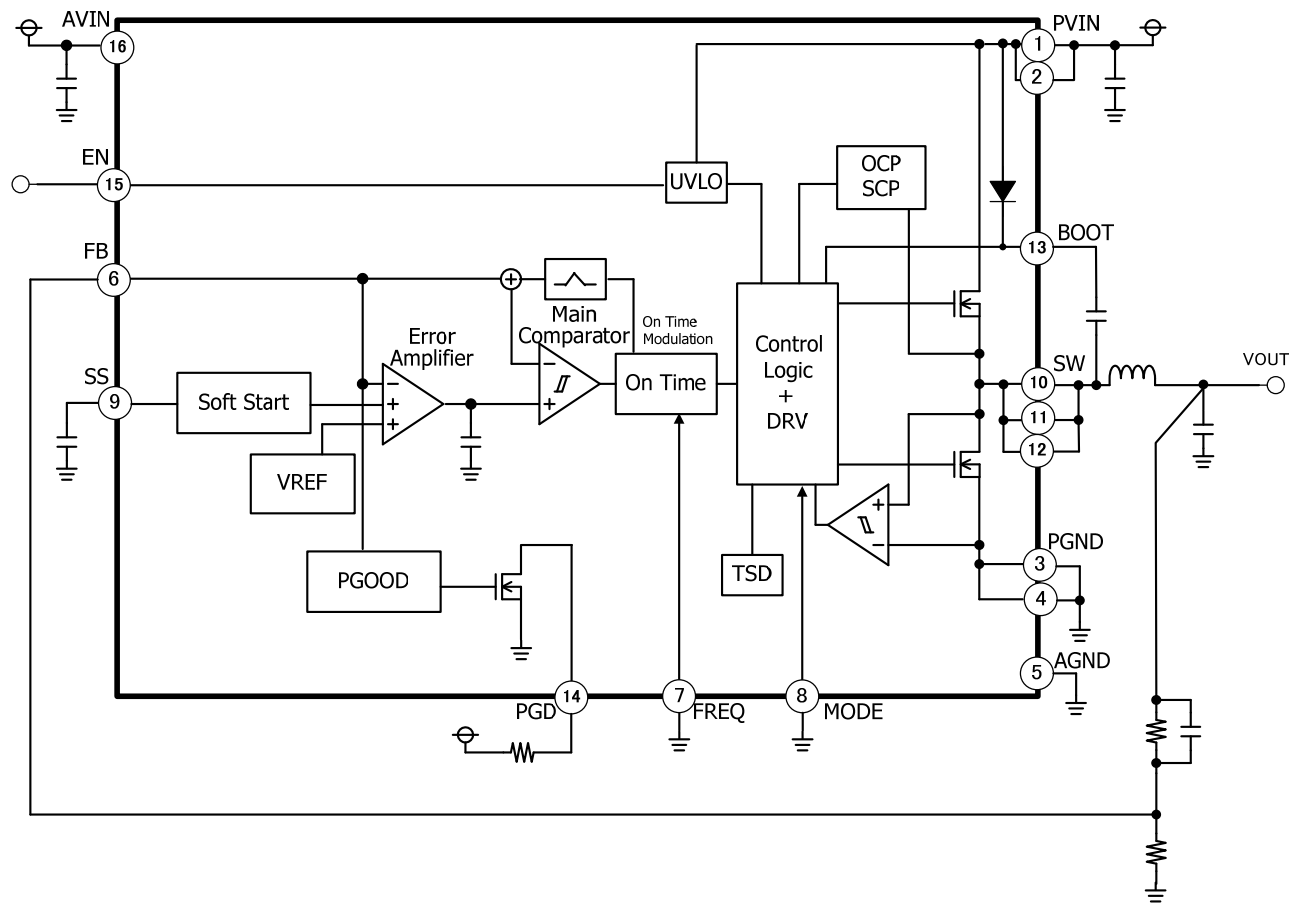 AVIN
16
PVIN
1
2
EN
15
UVLO
OCP
SCP
FB
6
BOOT
13
Main
Comparator
On Time
Modulation
Error
Amplifier
SS
9
Soft Start
VREF
On Time
Control
Logic
+
DRV
SW
10
11
12
VOUT
PGOOD
TSD
PGND
3
4
AGND
5
PGD
14
7
FREQ
8
MODE